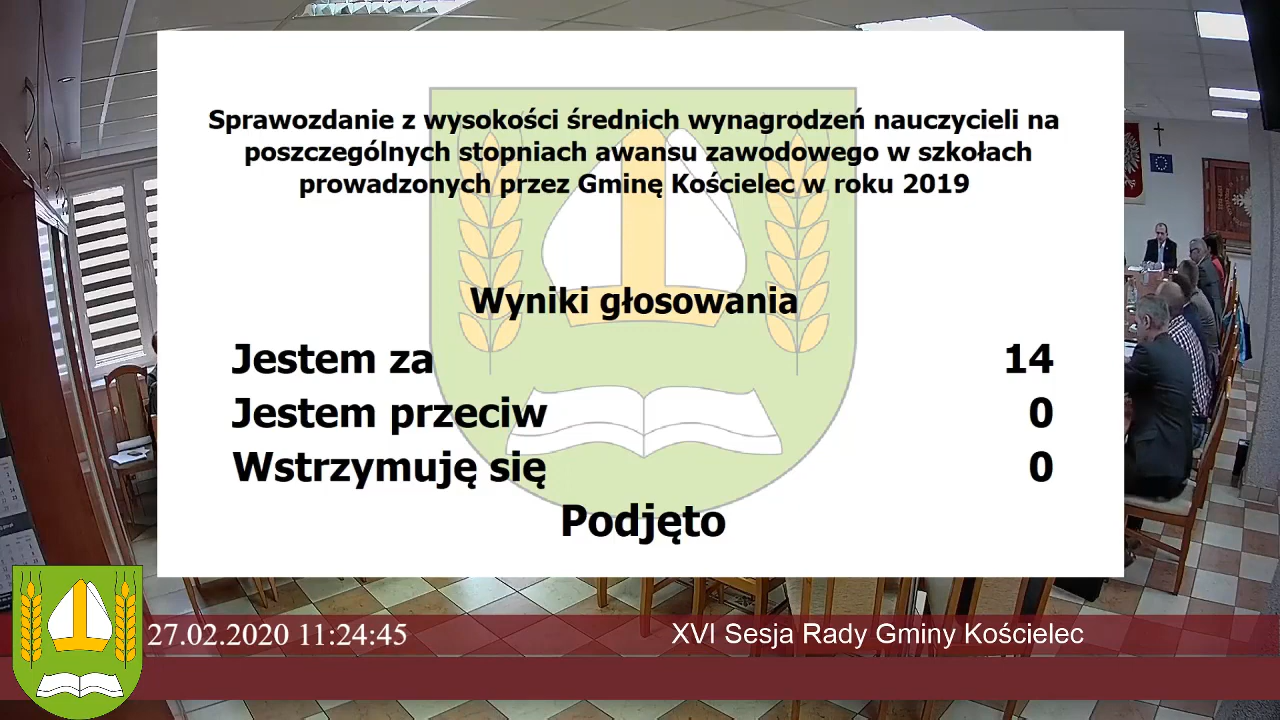 Sprawozdanie z wysokości średnich wynagrodzeń nauczycieli na
poszczególnych stopniach awansu zawodowego w szkołach
prowadzonych przez Gminę Kościelec w roku 2019
Wyniki głosowania
Jestem za 14
Jestem przeciw 0
Wstrzymuję się 0
Podjęto
27.02.2020 11:24:45 XVI Sesja Rady Gminy Kościelec